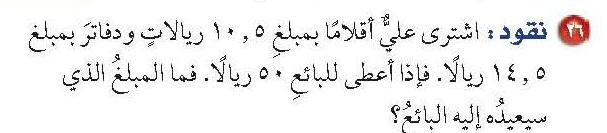 ٣٦ نقود: اشترى عليٌّ أقلامًا بمبلغِ ١٠,٥ ريالاتٍ ودفاترَ بمبلغ
١٤,٥ ريالًا. فإذا أعطى للبائعِ ٥٠ ريالًا. فما المبلغُ الذي
سيعيدُه إليه البائعُ؟